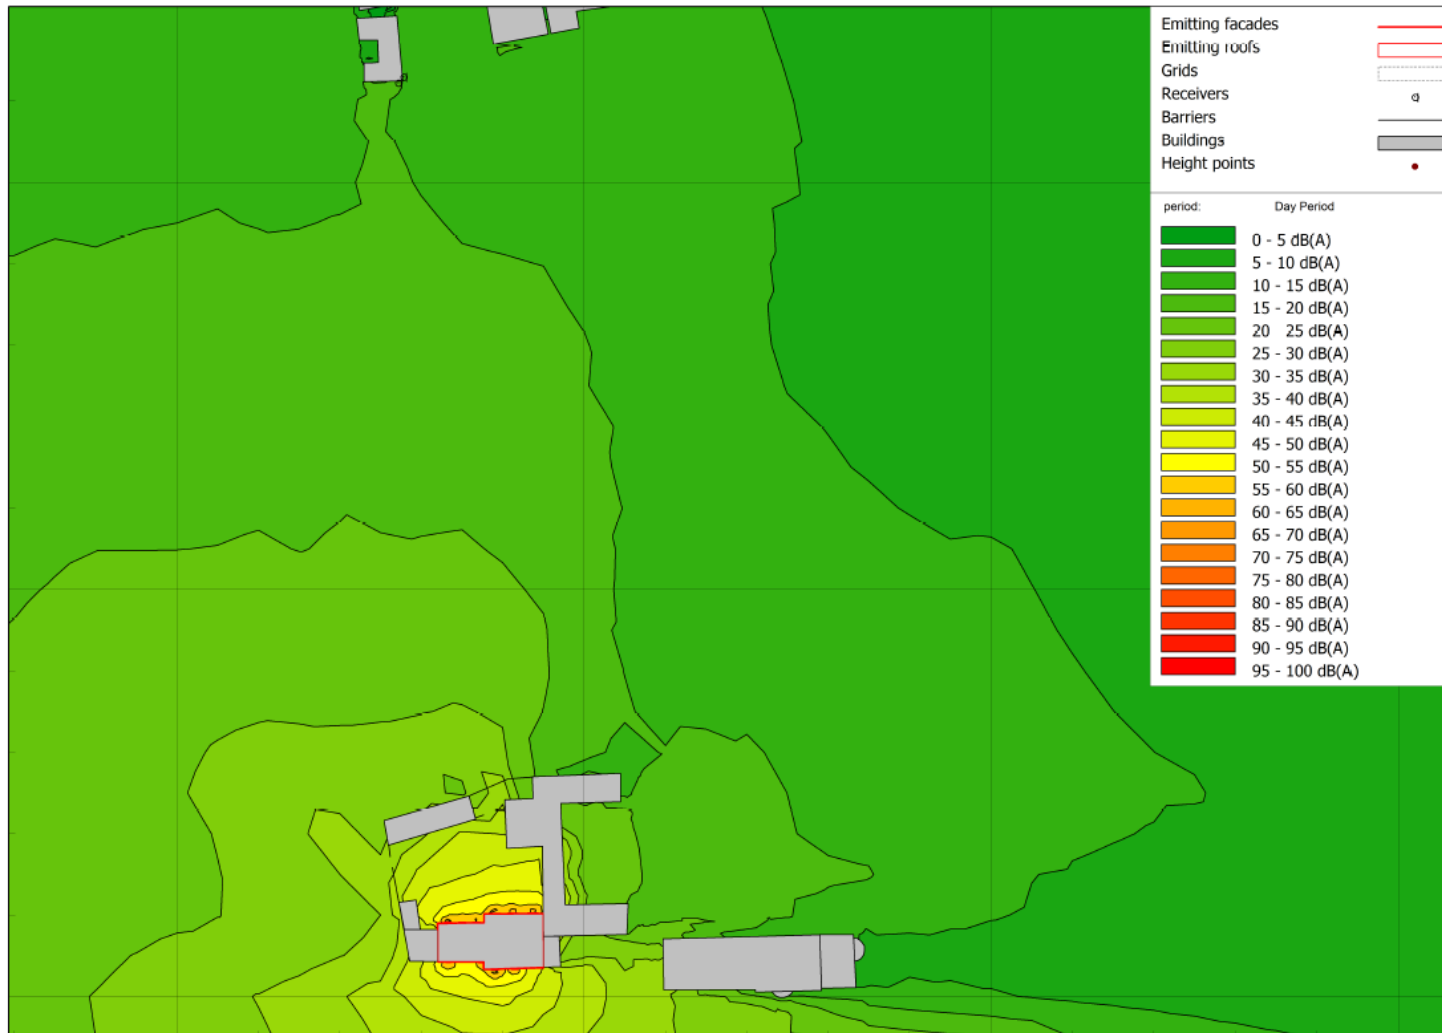 Emitting facades
Emitting roofs
Grids
Receivers
Barriers
Buildings
Height points
period: Day Period
0 - 5 dB(A)
5 - 10 dB(A)
10 - 15 dB(A)
15 - 20 dB(A)
20 25 dB(A)
25 - 30 dB(A)
30 - 35 dB(A)
35 - 40 dB(A)
40 - 45 dB(A)
45 - 50 dB(A)
50 - 55 dB(A)
55 - 60 dB(A)
60 - 65 dB(A)
65 - 70 dB(A)
70 - 75 dB(A)
75 - 80 dB(A)
80 - 85 dB(A)
85 - 90 dB(A)
90 - 95 dB(A)
95 - 100 dB(A)